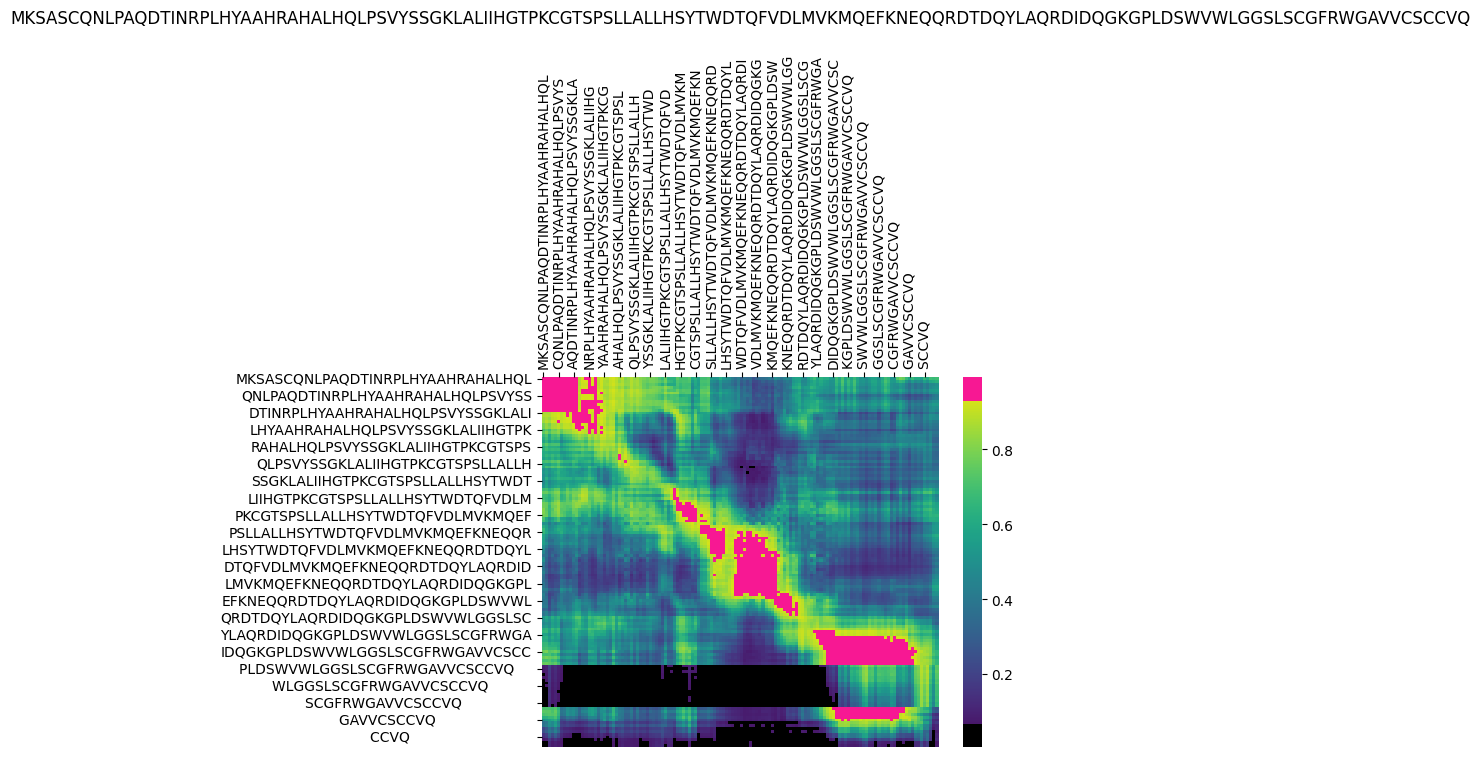 MKSASCQNLPAQDTINRPLHYAAHRAHALHQLPSVYSSGKLALIIHGTPKCGTSPSLLALLHSYTWDTQFVDLMVKMQEFKNEQQRDTDQYLAQRDIDQGKGPLDSWVWLGGSLSCGFRWGAVVCSCCVQ
MKSASCQNLPAQDTINRPLHYAAHRAHALHQL
CQNLPAQDTINRPLHYAAHRAHALHQLPSVYS
AQDTINRPLHYAAHRAHALHQLPSVYSSGKLA
NRPLHYAAHRAHALHQLPSVYSSGKLALIIHG
YAAHRAHALHQLPSVYSSGKLALIIHGTPKCG
AHALHQLPSVYSSGKLALIIHGTPKCGTSPSL
QLPSVYSSGKLALIIHGTPKCGTSPSLLALLH
YSSGKLALIIHGTPKCGTSPSLLALLHSYTWD
LALIIHGTPKCGTSPSLLALLHSYTWDTQFVD
HGTPKCGTSPSLLALLHSYTWDTQFVDLMVKM
CGTSPSLLALLHSYTWDTQFVDLMVKMQEFKN
SLLALLHSYTWDTQFVDLMVKMQEFKNEQQRD
LHSYTWDTQFVDLMVKMQEFKNEQQRDTDQYL
WDTQFVDLMVKMQEFKNEQQRDTDQYLAQRDI
VDLMVKMQEFKNEQQRDTDQYLAQRDIDQGKG
KMQEFKNEQQRDTDQYLAQRDIDQGKGPLDSW
KNEQQRDTDQYLAQRDIDQGKGPLDSWVWLGG
RDTDQYLAQRDIDQGKGPLDSWVWLGGSLSCG
YLAQRDIDQGKGPLDSWVWLGGSLSCGFRWGA
DIDQGKGPLDSWVWLGGSLSCGFRWGAVVCSC
KGPLDSWVWLGGSLSCGFRWGAVVCSCCVQ
SWVWLGGSLSCGFRWGAVVCSCCVQ
GGSLSCGFRWGAVVCSCCVQ
CGFRWGAVVCSCCVQ
GAVVCSCCVQ
SCCVQ
MKSASCQNLPAQDTINRPLHYAAHRAHALHQL
QNLPAQDTINRPLHYAAHRAHALHQLPSVYSS
DTINRPLHYAAHRAHALHQLPSVYSSGKLALI
LHYAAHRAHALHQLPSVYSSGKLALIIHGTPK
RAHALHQLPSVYSSGKLALIIHGTPKCGTSPS
QLPSVYSSGKLALIIHGTPKCGTSPSLLALLH
SSGKLALIIHGTPKCGTSPSLLALLHSYTWDT
LIIHGTPKCGTSPSLLALLHSYTWDTQFVDLM
PKCGTSPSLLALLHSYTWDTQFVDLMVKMQEF
PSLLALLHSYTWDTQFVDLMVKMQEFKNEQQR
LHSYTWDTQFVDLMVKMQEFKNEQQRDTDQYL
DTQFVDLMVKMQEFKNEQQRDTDQYLAQRDID
LMVKMQEFKNEQQRDTDQYLAQRDIDQGKGPL
EFKNEQQRDTDQYLAQRDIDQGKGPLDSWVWL
QRDTDQYLAQRDIDQGKGPLDSWVWLGGSLSC
YLAQRDIDQGKGPLDSWVWLGGSLSCGFRWGA
IDQGKGPLDSWVWLGGSLSCGFRWGAVVCSCC
PLDSWVWLGGSLSCGFRWGAVVCSCCVQ
WLGGSLSCGFRWGAVVCSCCVQ
SCGFRWGAVVCSCCVQ
GAVVCSCCVQ
CCVQ
0.8
0.6
0.4
0.2